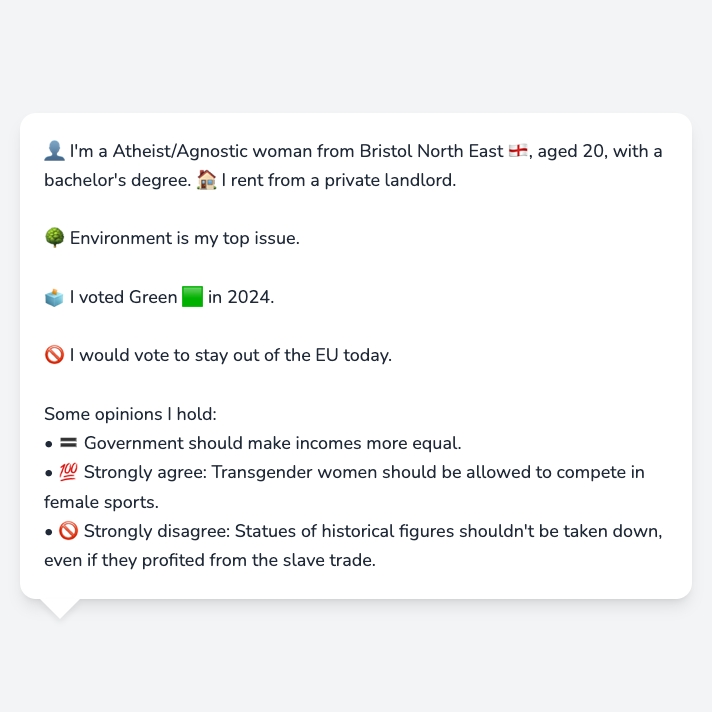 👤 I'm a Atheist/Agnostic woman from Bristol North East 🏴󠁧󠁢󠁥󠁮󠁧󠁿, aged 20, with a
bachelor's degree. 🏠 I rent from a private landlord.
🌳 Environment is my top issue.
🗳️ I voted Green 🟩 in 2024.
🚫 I would vote to stay out of the EU today.
Some opinions I hold:
• 🟰 Government should make incomes more equal.
• 💯 Strongly agree: Transgender women should be allowed to compete in
female sports.
• 🚫 Strongly disagree: Statues of historical figures shouldn't be taken down,
even if they profited from the slave trade.